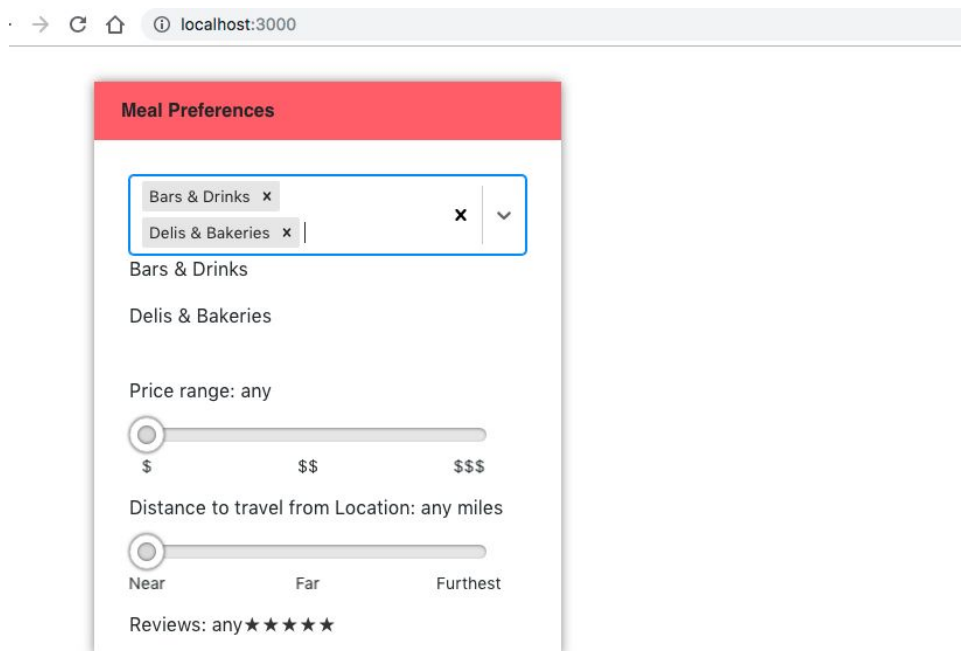 localhost:3000
Meal Preferences
Bars & Drinks ×
Delis & Bakeries ×
Bars & Drinks
Delis & Bakeries
Price range: any
$ $$ $$$
Distance to travel from Location: any miles
Near Far Furthest
Reviews: any★★★★★